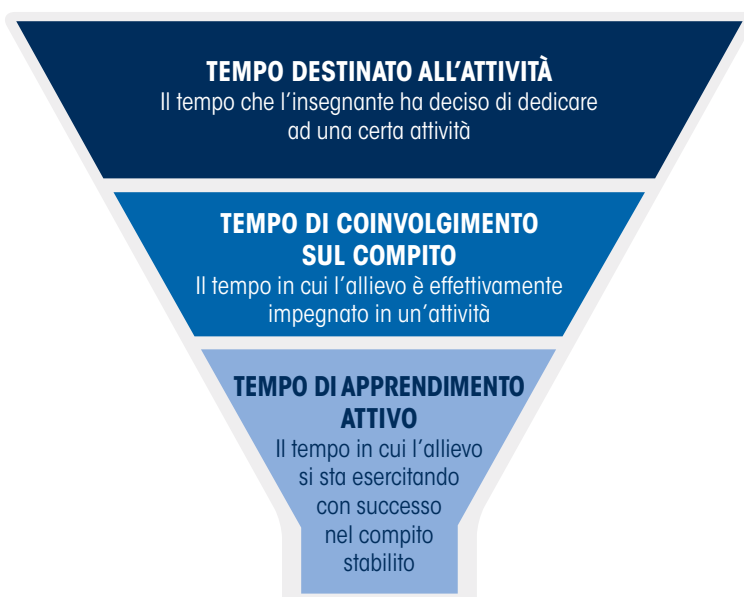 TEMPO DESTINATO ALL’ATTIVITÀ
Il tempo che l’insegnante ha deciso di dedicare
ad una certa attività
TEMPO DI COINVOLGIMENTO
SUL COMPITO
Il tempo in cui l’allievo è effettivamente
impegnato in un’attività
TEMPO DI APPRENDIMENTO
ATTIVO
Il tempo in cui l’allievo
si sta esercitando
con successo
nel compito
stabilito